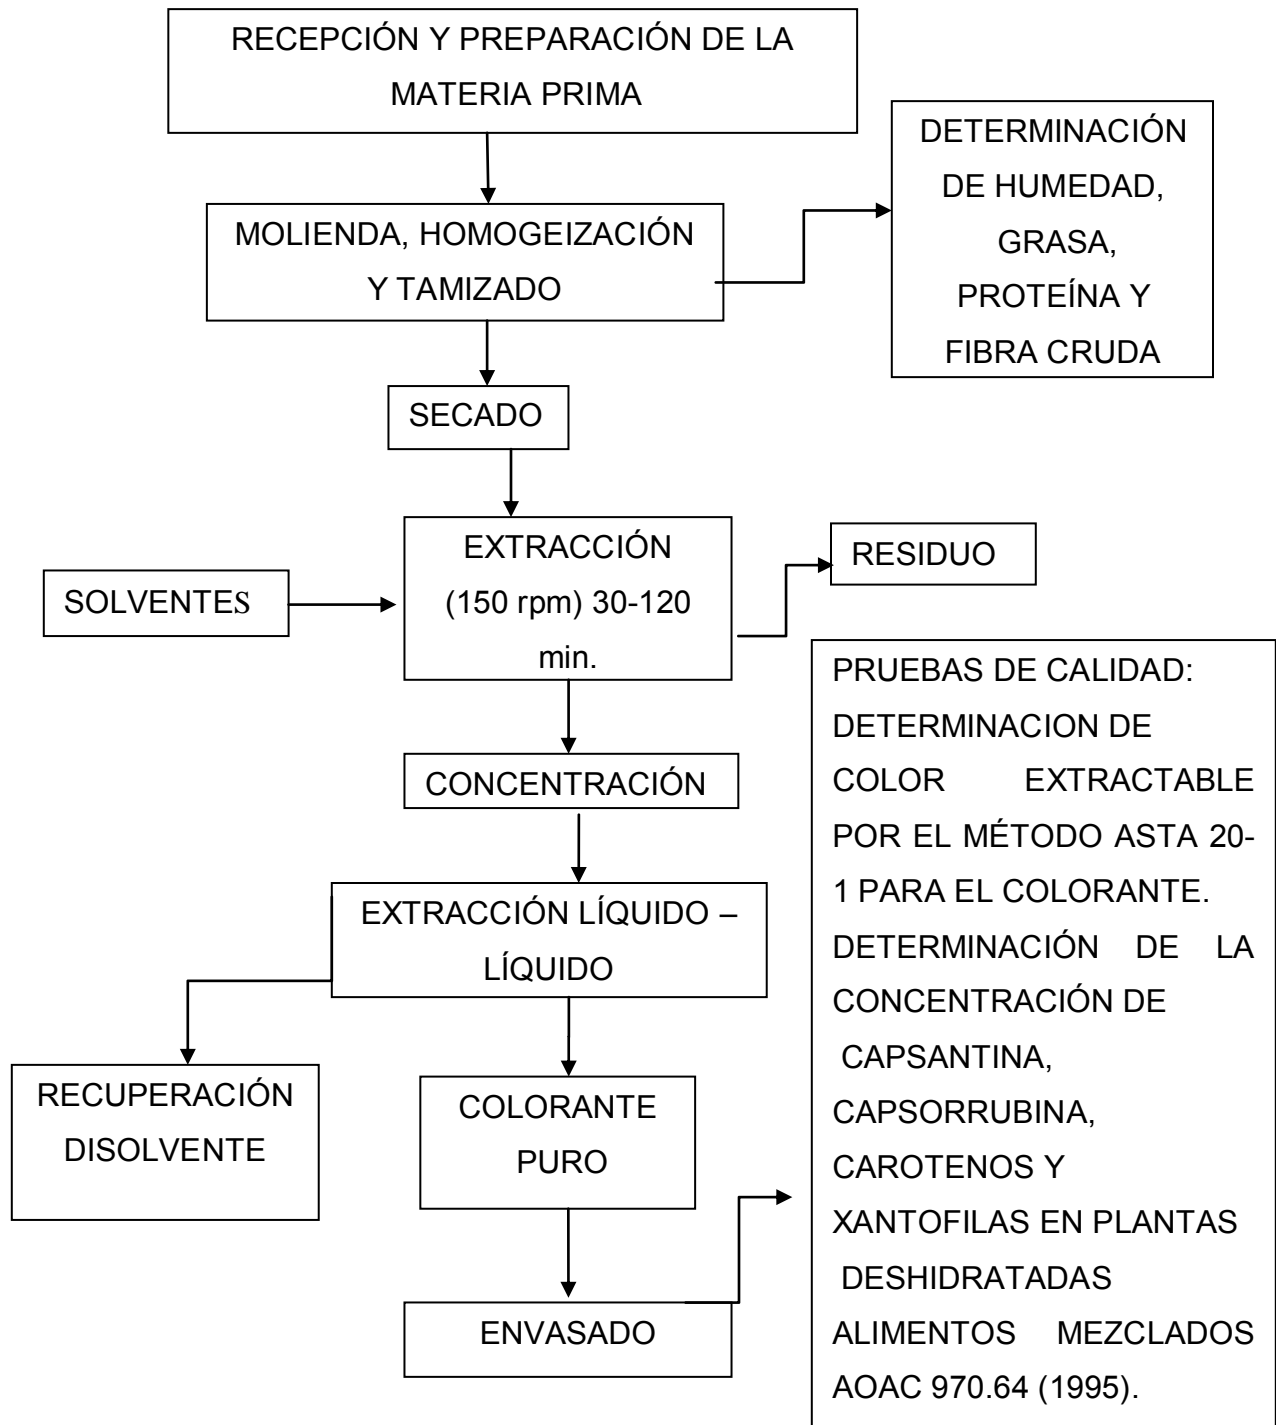 RECEPCIÓN Y PREPARACIÓN DE LA
MATERIA PRIMA
DETERMINACIÓN
DE HUMEDAD,
GRASA,
PROTEÍNA Y
FIBRA CRUDA
MOLIENDA, HOMOGEIZACIÓN
Y TAMIZADO
SECADO
EXTRACCIÓN
(150 rpm) 30-120
min.
RESIDUO
SOLVENTES
CONCENTRACIÓN
EXTRACCIÓN LÍQUIDO –
LÍQUIDO
RECUPERACIÓN
DISOLVENTE
COLORANTE
PURO
ENVASADO
PRUEBAS DE CALIDAD:
DETERMINACION DE
COLOR EXTRACTABLE
POR EL MÉTODO ASTA 20-
1 PARA EL COLORANTE.
DETERMINACIÓN DE LA
CONCENTRACIÓN DE
CAPSANTINA,
CAPSORRUBINA,
CAROTENOS Y
XANTOFILAS EN PLANTAS
DESHIDRATADAS
ALIMENTOS MEZCLADOS
AOAC 970.64 (1995).